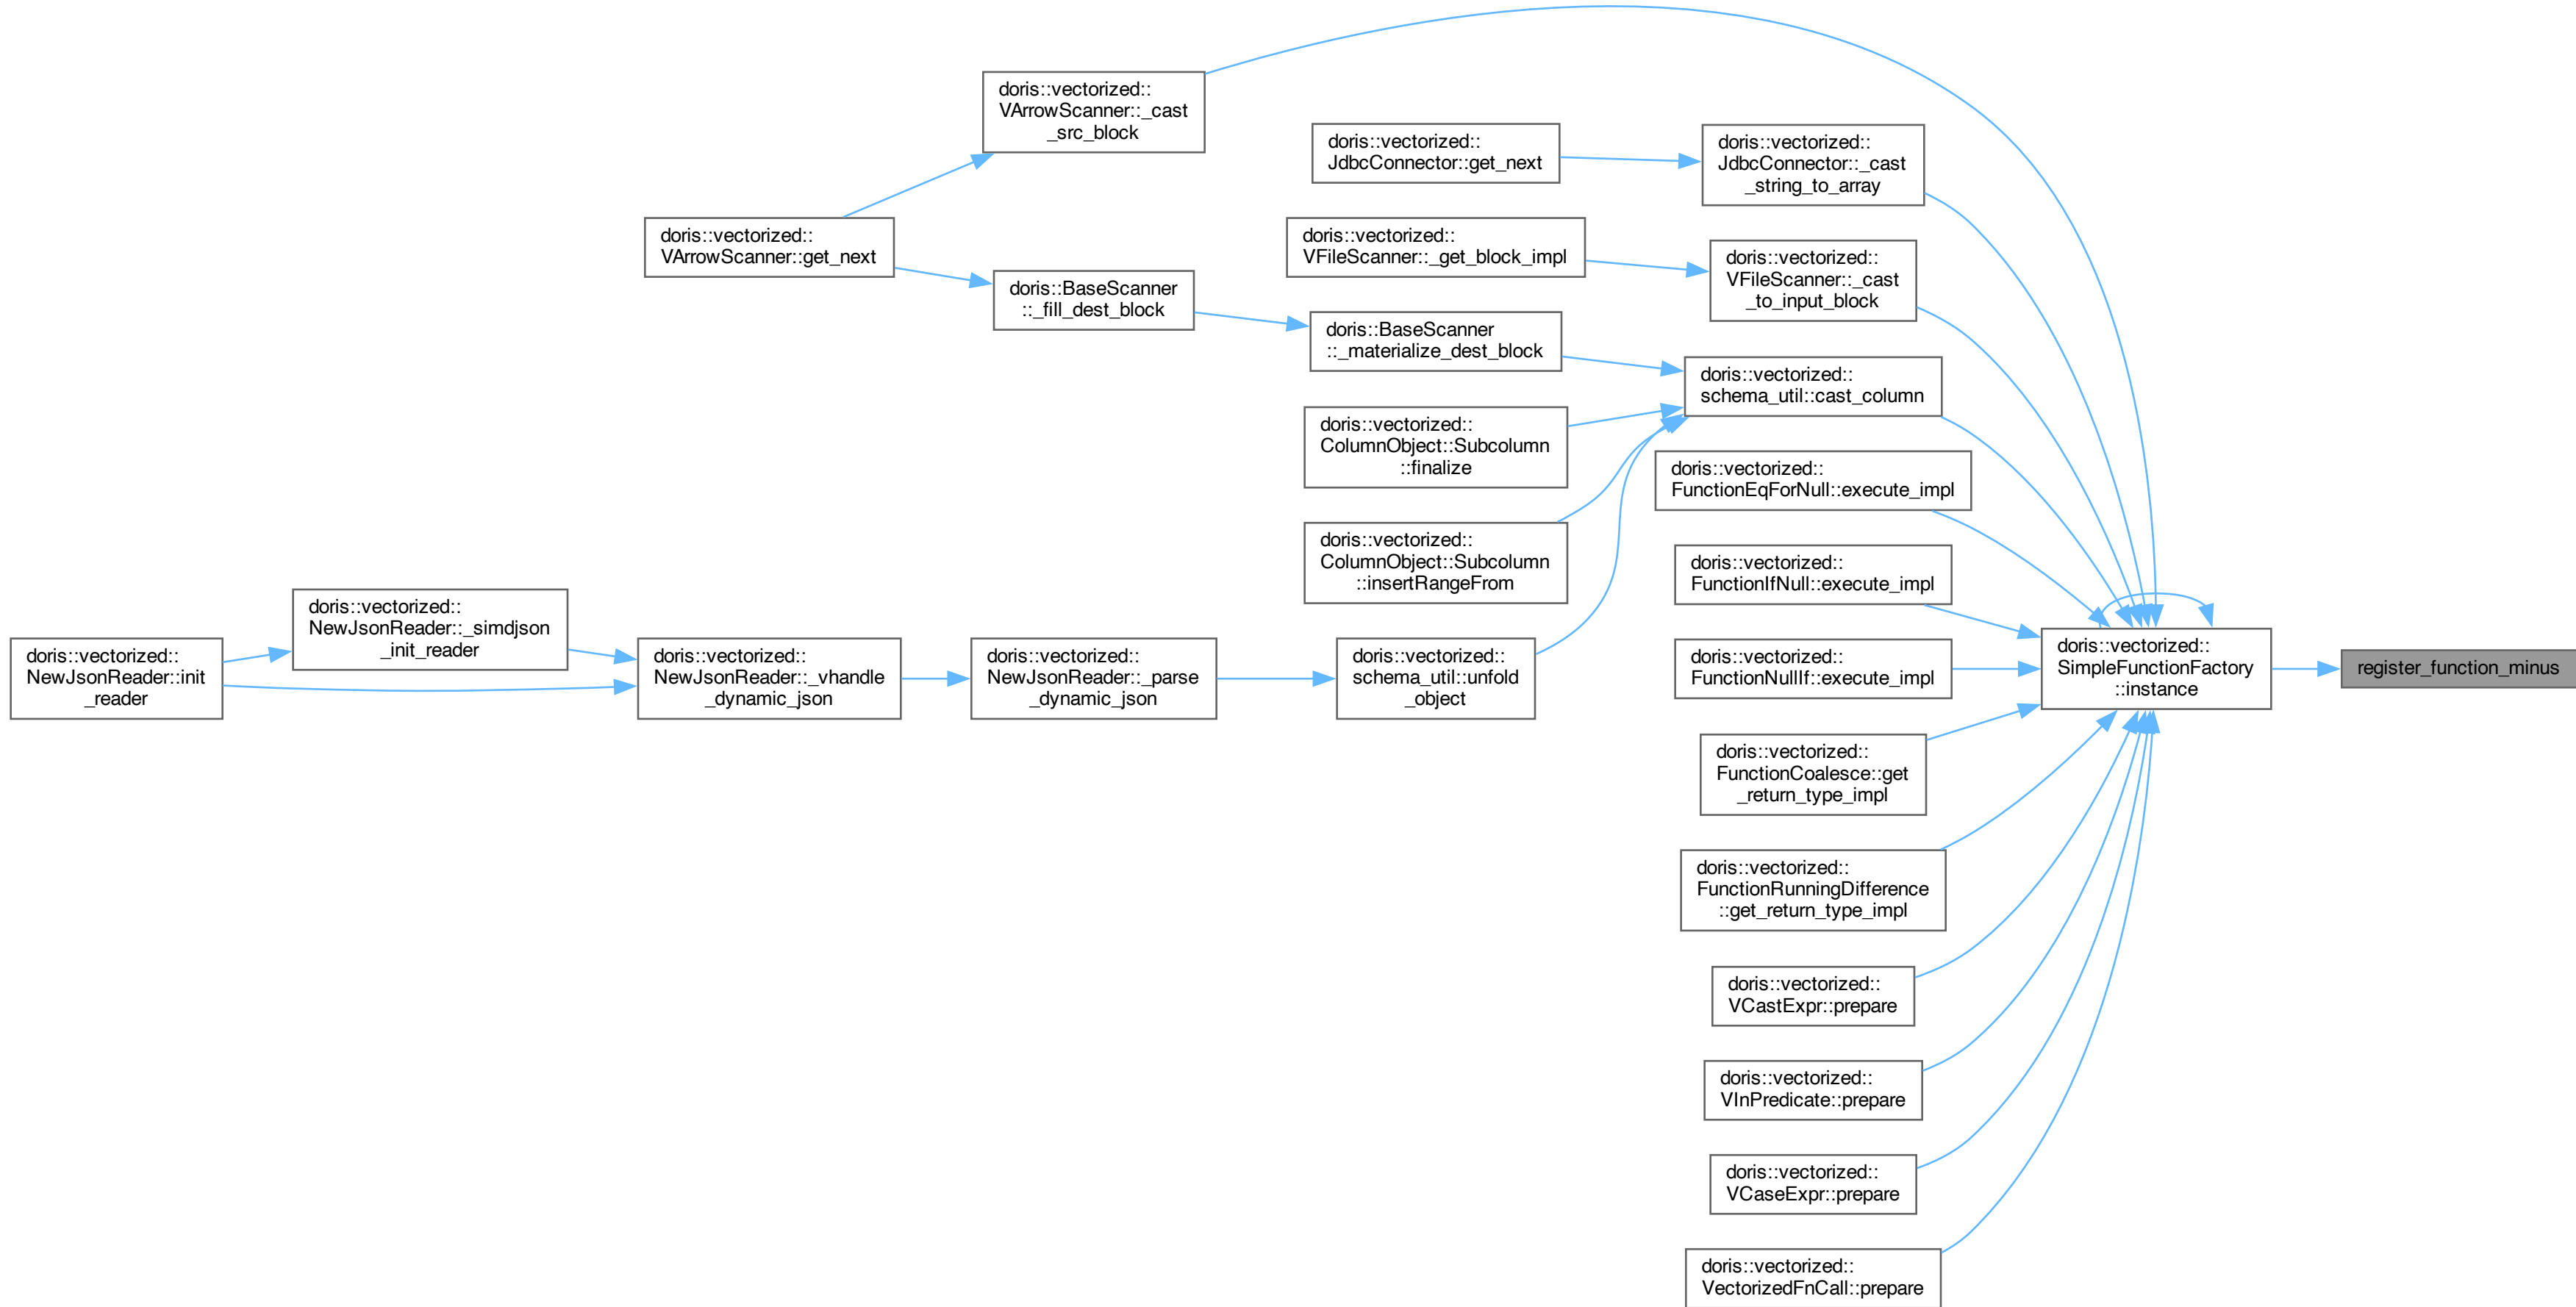 doris::vectorized::
VArrowScanner::_cast
_src_block
doris::vectorized::
JdbcConnector::get_next
doris::vectorized::
JdbcConnector::_cast
_string_to_array
doris::vectorized::
VArrowScanner::get_next
doris::vectorized::
VFileScanner::_get_block_impl
doris::vectorized::
VFileScanner::_cast
_to_input_block
doris::BaseScanner
::_fill_dest_block
doris::BaseScanner
::_materialize_dest_block
doris::vectorized::
schema_util::cast_column
doris::vectorized::
ColumnObject::Subcolumn
::finalize
doris::vectorized::
FunctionEqForNull::execute_impl
doris::vectorized::
ColumnObject::Subcolumn
::insertRangeFrom
doris::vectorized::
FunctionIfNull::execute_impl
doris::vectorized::
NewJsonReader::init
_reader
doris::vectorized::
NewJsonReader::_simdjson
_init_reader
doris::vectorized::
NewJsonReader::_vhandle
_dynamic_json
doris::vectorized::
NewJsonReader::_parse
_dynamic_json
doris::vectorized::
schema_util::unfold
_object
doris::vectorized::
FunctionNullIf::execute_impl
doris::vectorized::
SimpleFunctionFactory
::instance
register_function_minus
doris::vectorized::
FunctionCoalesce::get
_return_type_impl
doris::vectorized::
FunctionRunningDifference
::get_return_type_impl
doris::vectorized::
VCastExpr::prepare
doris::vectorized::
VInPredicate::prepare
doris::vectorized::
VCaseExpr::prepare
doris::vectorized::
VectorizedFnCall::prepare